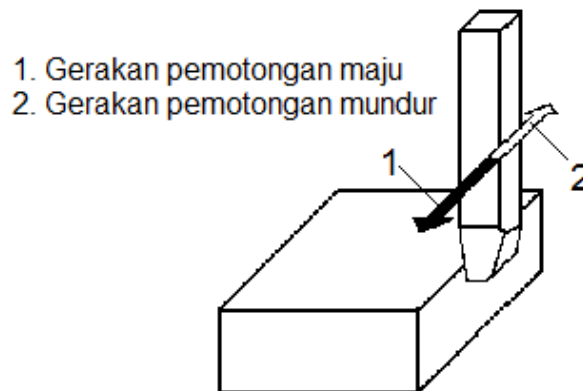 1. Gerakan pemotongan maju
2. Gerakan pemotongan mundur
1
2